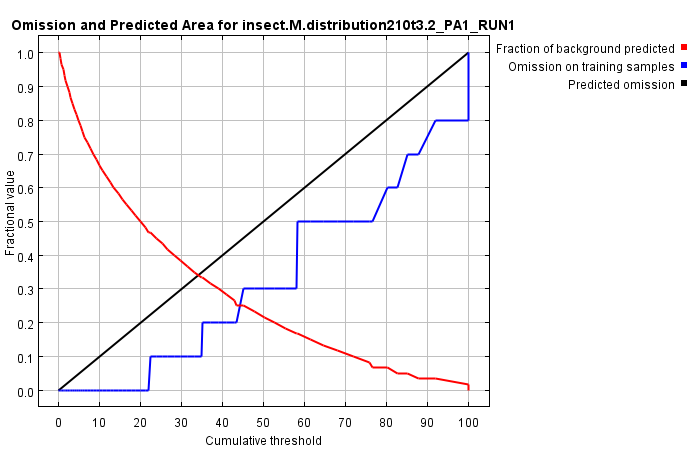 Omission and Predicted Area for insect.M.distribution210t3.2_PA1_RUN1
Fraction of background predicted
Omission on training samples
Predicted omission
Fractional value
1.0
0.9
0.8
0.7
0.6
0.5
0.4
0.3
0.2
0.1
0.0
0 10 20 30 40 50 60 70 80 90 100
Cumulative threshold